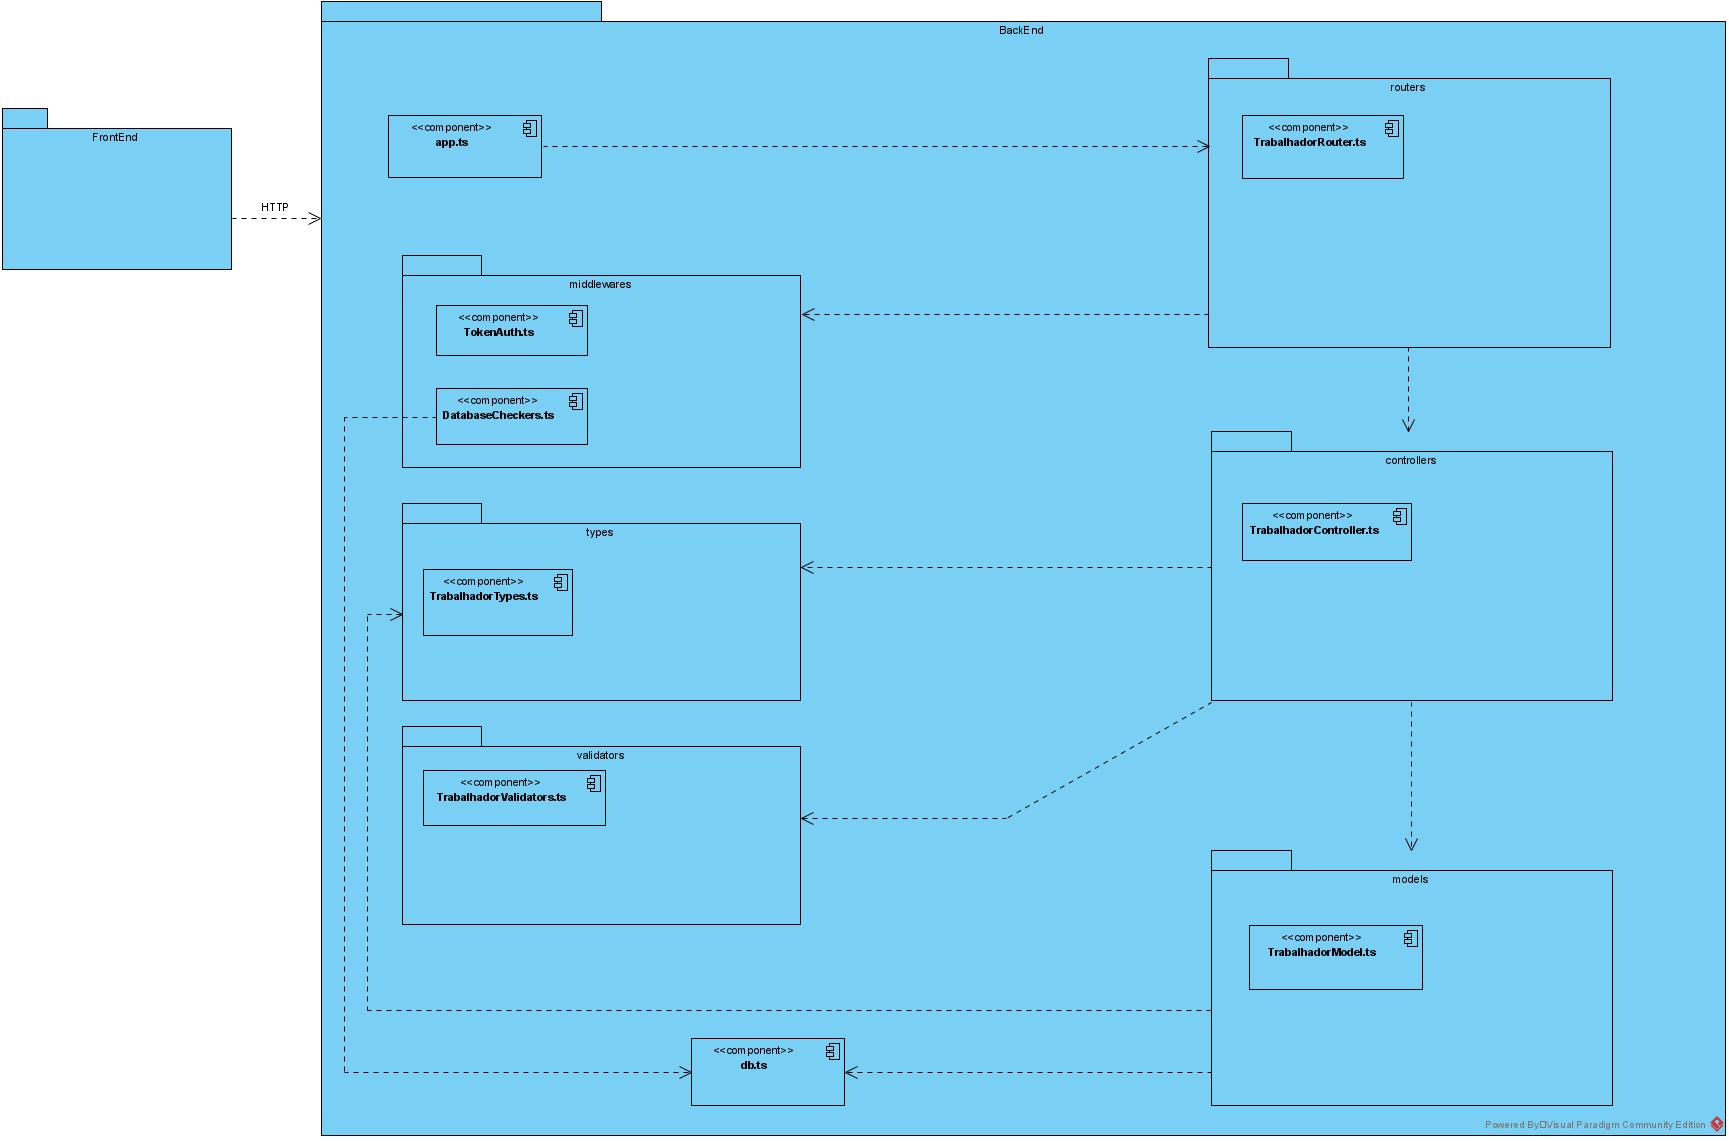 BackEnd
routers
FrontEnd
<<component>>
app.ts
<<component>>
TrabalhadorRouter.ts
HTTP
middlewares
<<component>>
TokenAuth.ts
<<component>>
DatabaseCheckers.ts
controllers
<<component>>
TrabalhadorController.ts
types
<<component>>
TrabalhadorTypes.ts
validators
<<component>>
TrabalhadorValidators.ts
models
<<component>>
TrabalhadorModel.ts
<<component>>
db.ts
Powered By□Visual Paradigm Community Edition